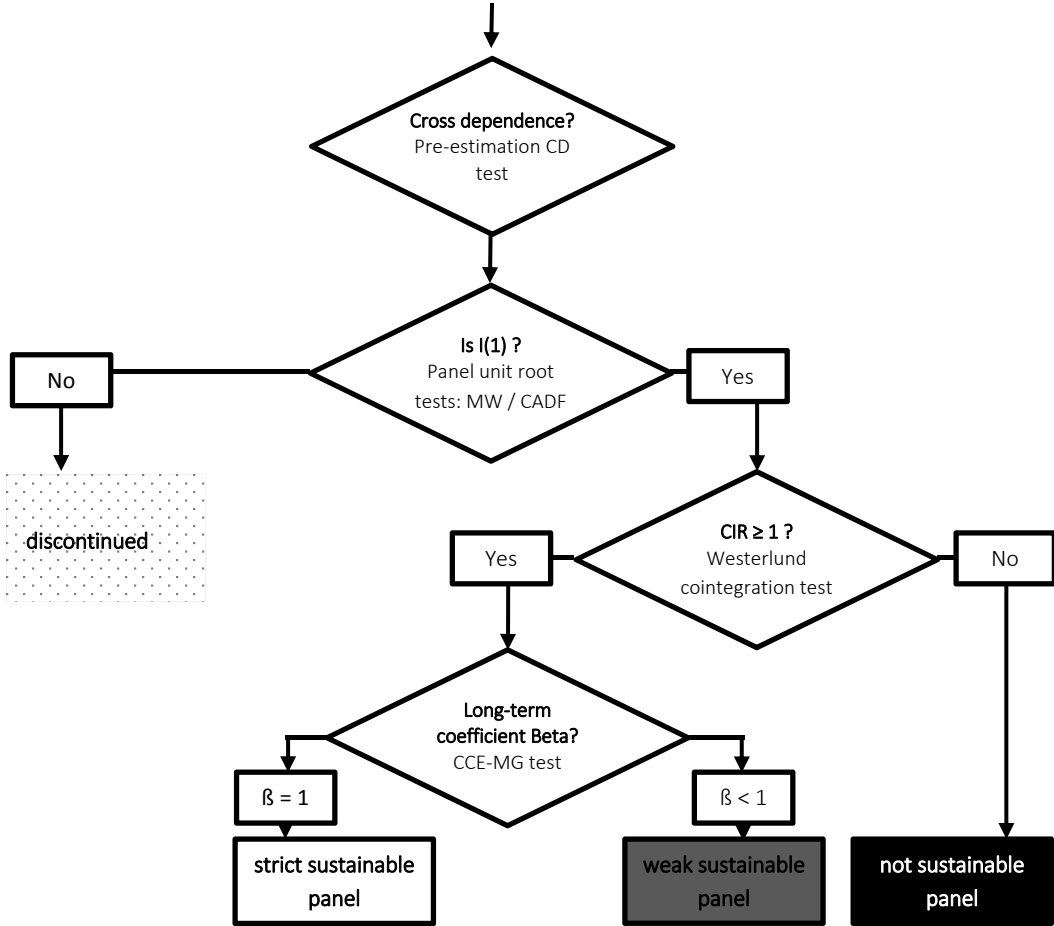 Cross dependence?
Pre-estimation CD
test
Is I(1) ?
Panel unit root
tests: MW / CADF
No
Yes
discontinued
CIR ≥ 1 ?
Westerlund
cointegration test
Yes
No
Long-term
coefficient Beta?
CCE-MG test
ß = 1
ß < 1
strict sustainable
panel
weak sustainable
panel
not sustainable
panel